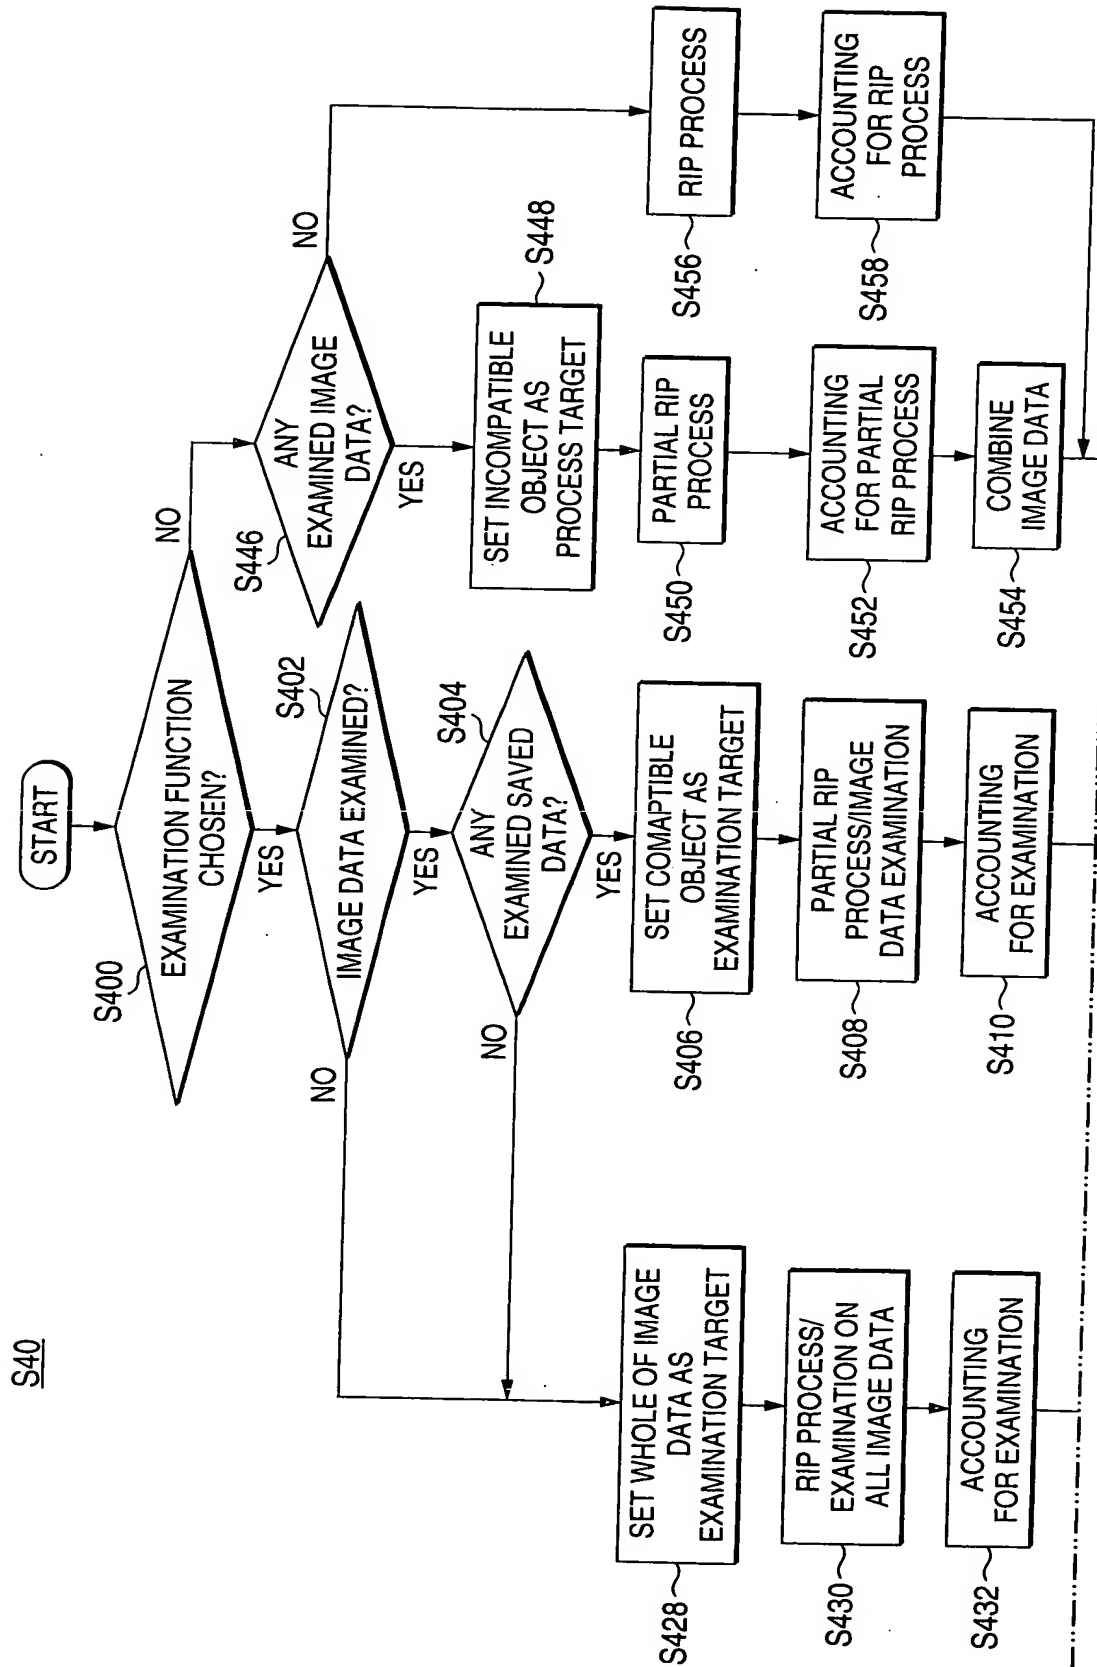 S40
START
S400
EXAMINATION FUNCTION
CHOSEN?
NO
YES
S402
IMAGE DATA EXAMINED?
NO
YES
S404
ANY
EXAMINED SAVED
DATA?
NO
YES
S406
SET COMAPTIBLE
OBJECT AS
EXAMINATION TARGET
S408
PARTIAL RIP
PROCESS/IMAGE
DATA EXAMINATION
S410
ACCOUNTING
FOR EXAMINATION
S428
SET WHOLE OF IMAGE
DATA AS
EXAMINATION TARGET
S430
RIP PROCESS/
EXAMINATION ON
ALL IMAGE DATA
S432
ACCOUNTING
FOR EXAMINATION
S446
ANY
EXAMINED IMAGE
DATA?
NO
YES
S448
SET INCOMPATIBLE
OBJECT AS
PROCESS TARGET
S450
PARTIAL RIP
PROCESS
S452
ACCOUNTING
FOR PARTIAL
RIP PROCESS
S454
COMBINE
IMAGE DATA
S456
RIP PROCESS
S458
ACCOUNTING
FOR RIP
PROCESS